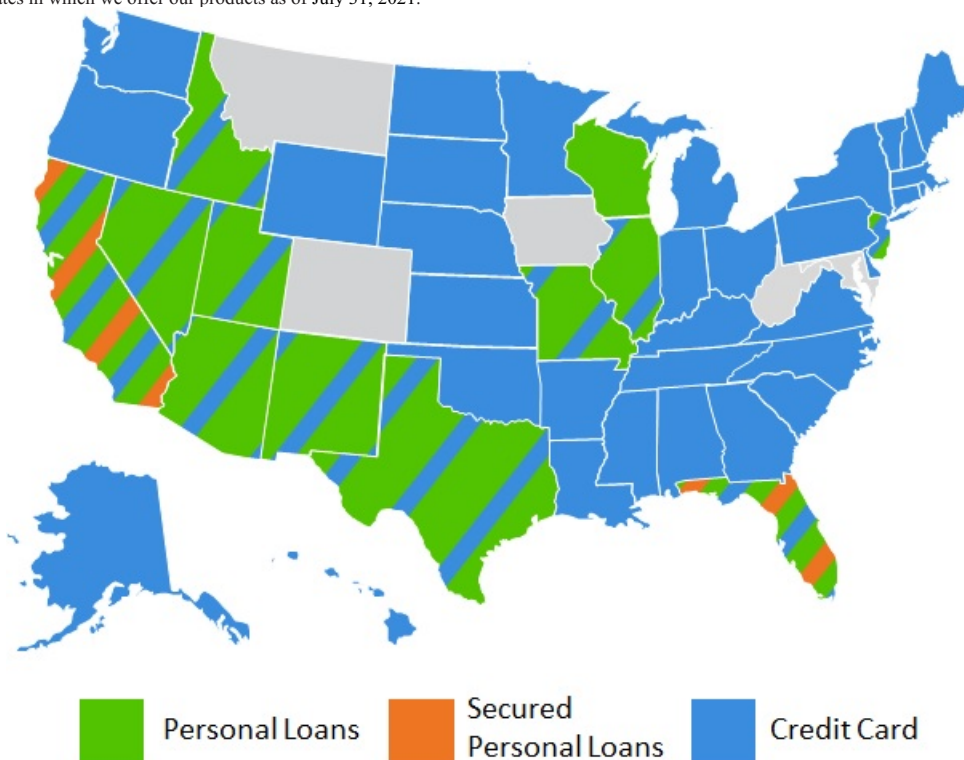 ates in which we offer our products as of July 31, 2021.
Personal Loans
Secured
Personal Loans
Credit Card